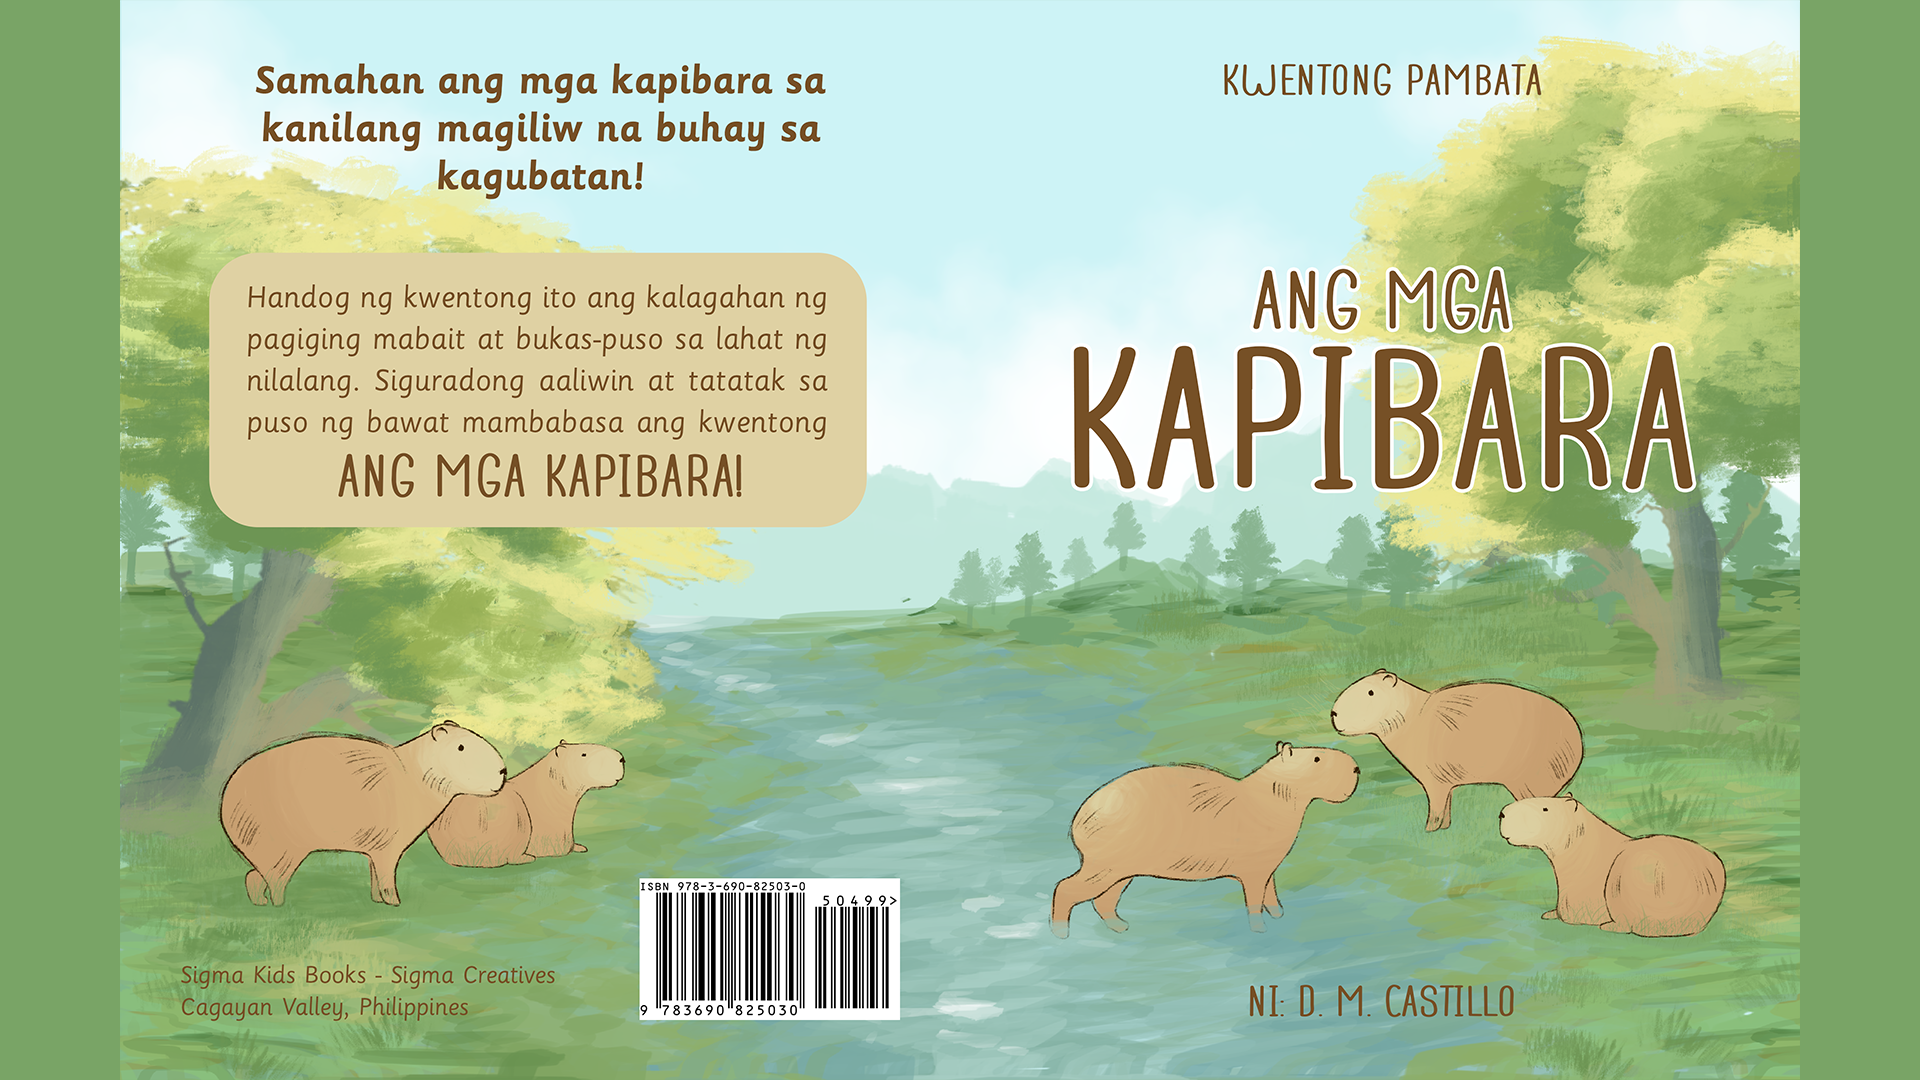 Samahan ang mga kapibara sa
kanilang magiliw na buhay sa
kagubatan!
Handog ng kwentong ito ang kalagahan ng
pagiging mabait at bukas-puso sa lahat ng
nilalang. Siguradong aaliwin at tatatak sa
puso ng bawat mambabasa ang kwentong
ANG MGA KAPIBARA!
Sigma Kids Books - Sigma Creatives
Cagayan Valley, Philippines
ISBN 978-3-690-82503-0
50499>
9 783690 825030
KWENTONG PAMBATA
ANG MGA
KAPIBARA
NI: D. M. CASTILLO